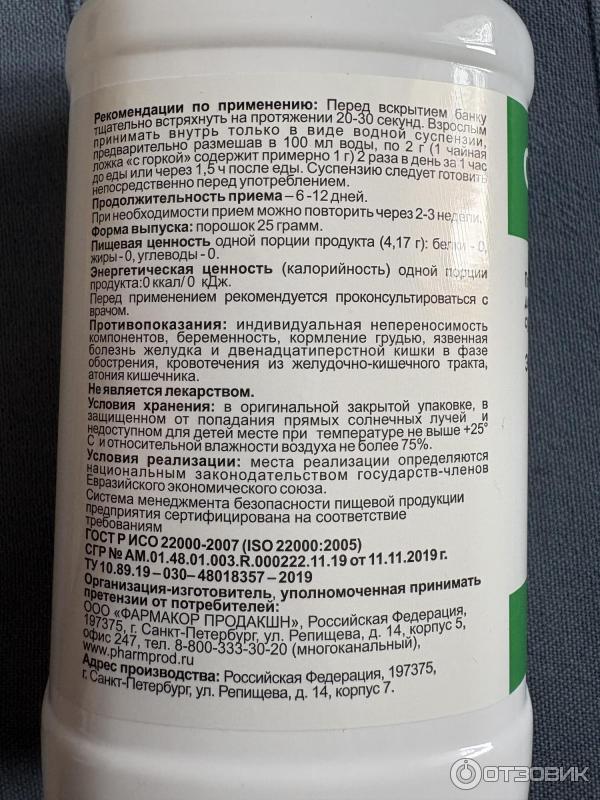 Рекомендации по применению: Перед вскрытием банку
тщательно встряхнуть на протяжении 20-30 секунд. Взрослым
принимать внутрь только в виде водной суспензии,
предварительно размешав в 100 мл воды, по 2 г (1 чайная
ложка «с горкой» содержит примерно 1 г) 2 раза в день за 1 час
до еды или через 1,5 ч после еды. Суспензию следует готовить
непосредственно перед употреблением.
Продолжительность приема – 6 -12 дней.
При необходимости прием можно повторить через 2-3 недели.
Форма выпуска: порошок 25 грамм.
Пищевая ценность одной порции продукта (4,17 г): белки - 0,
жиры - 0, углеводы - 0.
Энергетическая ценность (калорийность) одной порции
продукта:0 ккал/ 0 кДж.
Перед применением рекомендуется проконсультироваться с
врачом.
Противопоказания: индивидуальная непереносимость
компонентов, беременность, кормление грудью, язвенная
болезнь желудка и двенадцатиперстной кишки в фазе
обострения, кровотечения из желудочно-кишечного тракта,
атония кишечника.
Не является лекарством.
Условия хранения: в оригинальной закрытой упаковке, в
защищенном от попадания прямых солнечных лучей и
недоступном для детей месте при температуре не выше +25°
С и относительной влажности воздуха не более 75%.
Условия реализации: места реализации определяются
национальным законодательством государств-членов
Евразийского экономического союза.
Система менеджмента безопасности пищевой продукции
предприятия сертифицирована на соответствие
требованиям
ГОСТ Р ИСО 22000-2007 (ISO 22000:2005)
СГР № AM.01.48.01.003.R.000222.11.19 от 11.11.2019 г.
ТУ 10.89.19 – 030– 48018357 – 2019
Организация-изготовитель, уполномоченная принимать
претензии от потребителей:
ООО «ФАРМАКОР ПРОДАКШН», Российская Федерация,
197375, г. Санкт-Петербург, ул. Репищева, д. 14, корпус 5,
офис 247, тел. 8-800-333-30-20 (многоканальный),
www.pharmprod.ru
Адрес производства: Российская Федерация, 197375,
г. Санкт-Петербург, ул. Репищева, д. 14, корпус 7.
ОТЗОВИК